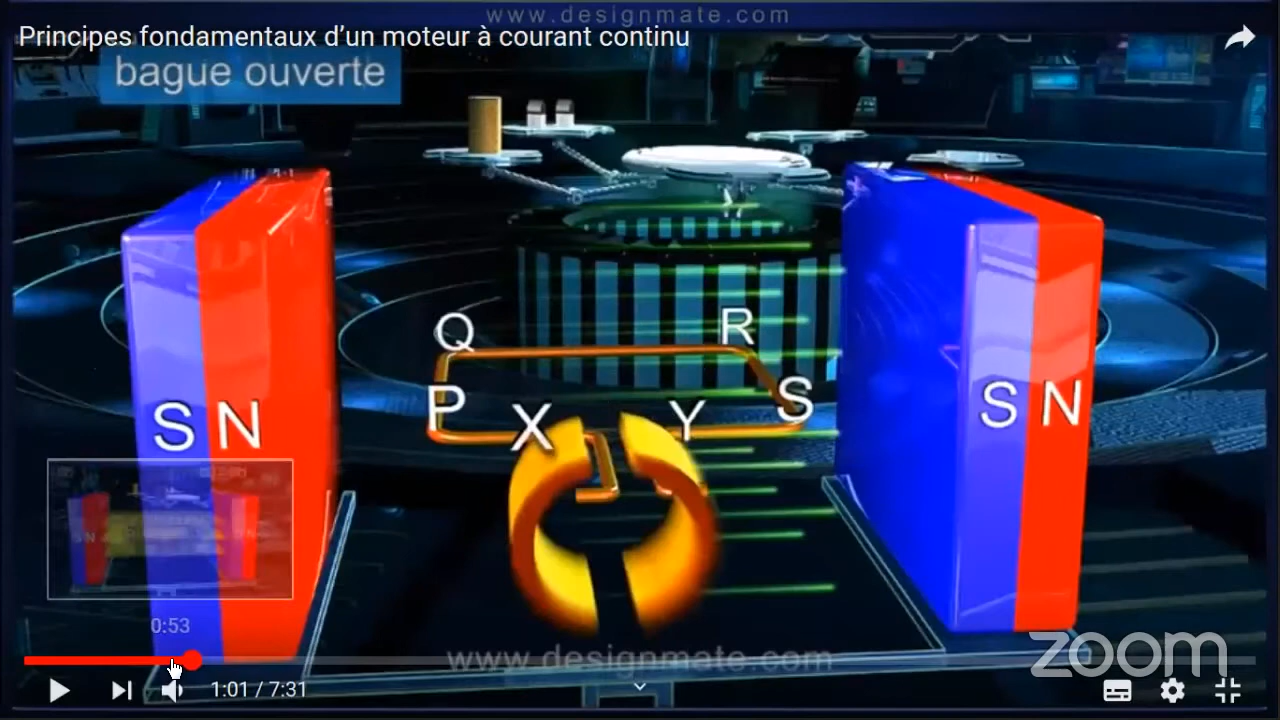 www.designmate.com
Principes fondamentaux d’un moteur à courant continu
bague ouverte
Q
R
P
X
Y
S
S N
S N
S N
0:53
www.designmate.com
zoom
1:01 / 7:31